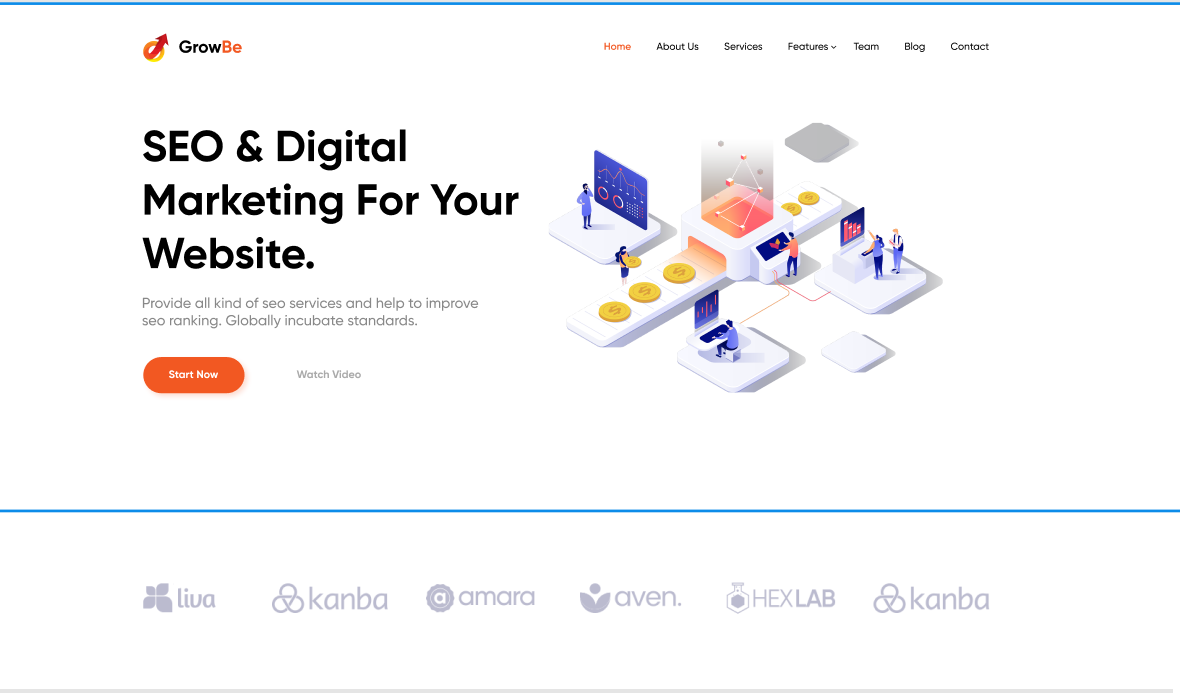 GrowBe
Home About Us Services Features Team Blog Contact
SEO & Digital
Marketing For Your
Website.
Provide all kind of seo services and help to improve
seo ranking. Globally incubate standards.
Start Now Watch Video
liva kanba amara aven. HEXLAB kanba